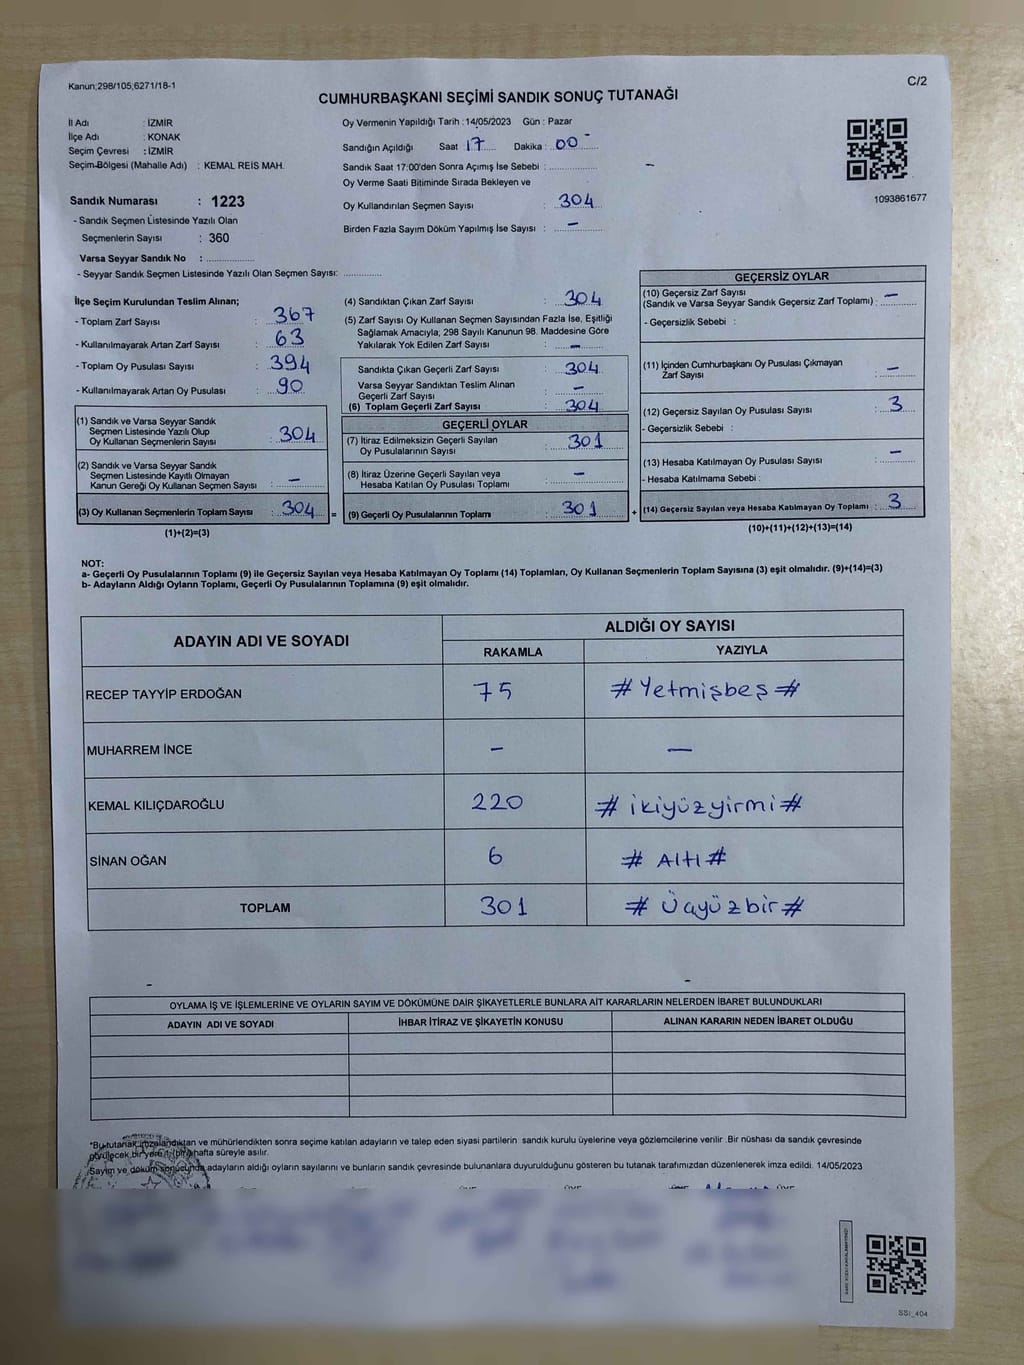 Kanun;298/105;6271/18-1
C/2
CUMHURBAŞKANI SEÇİMİ SANDIK SONUÇ TUTANAĞI
İl Adı : İZMİR
İlçe Adı : KONAK
Seçim Çevresi : İZMİR
Seçim Bölgesi (Mahalle Adı) : KEMAL REİS MAH.
Sandık Numarası : 1223
- Sandık Seçmen Listesinde Yazılı Olan
Seçmenlerin Sayısı : 360
Varsa Seyyar Sandık No :
- Seyyar Sandık Seçmen Listesinde Yazılı Olan Seçmen Sayısı:
Oy Vermenin Yapıldığı Tarih : 14/05/2023 Gün : Pazar
Sandığın Açıldığı Saat 17 Dakika : 00
Sandık Saat 17:00'den Sonra Açımış İse Sebebi : -
Oy Verme Saati Bitiminde Sırada Bekleyen ve
Oy Kullandırılan Seçmen Sayısı : 304
Birden Fazla Sayım Döküm Yapılmış İse Sayısı : -
1093861677
İlçe Seçim Kurulundan Teslim Alınan;
- Toplam Zarf Sayısı : 367
- Kullanılmayarak Artan Zarf Sayısı : 63
- Toplam Oy Pusulası Sayısı : 394
- Kullanılmayarak Artan Oy Pusulası : 90
(1) Sandık ve Varsa Seyyar Sandık
Seçmen Listesinde Yazılı Olup
Oy Kullanan Seçmenlerin Sayısı : 304
(2) Sandık ve Varsa Seyyar Sandık
Seçmen Listesinde Kayıtlı Olmayan
Kanun Gereği Oy Kullanan Seçmen Sayısı : -
(3) Oy Kullanan Seçmenlerin Toplam Sayısı : 304
(1)+(2)=(3)
(4) Sandıktan Çıkan Zarf Sayısı : 304
(5) Zarf Sayısı Oy Kullanan Seçmen Sayısından Fazla İse, Eşitliği
Sağlamak Amacıyla; 298 Sayılı Kanunun 98. Maddesine Göre
Yakılarak Yok Edilen Zarf Sayısı : -
Sandıkta Çıkan Geçerli Zarf Sayısı : 304
Varsa Seyyar Sandıktan Teslim Alınan
Geçerli Zarf Sayısı : -
(6) Toplam Geçerli Zarf Sayısı : 304
GEÇERLİ OYLAR
(7) İtiraz Edilmeksizin Geçerli Sayılan
Oy Pusulalarının Sayısı : 301
(8) İtiraz Üzerine Geçerli Sayılan veya
Hesaba Katılan Oy Pusulası Toplamı : -
= (9) Geçerli Oy Pusulalarının Toplamı : 301 +
GEÇERSİZ OYLAR
(10) Geçersiz Zarf Sayısı
(Sandık ve Varsa Seyyar Sandık Geçersiz Zarf Toplamı) : -
- Geçersizlik Sebebi :
(11) İçinden Cumhurbaşkanı Oy Pusulası Çıkmayan
Zarf Sayısı : -
(12) Geçersiz Sayılan Oy Pusulası Sayısı : 3
- Geçersizlik Sebebi :
(13) Hesaba Katılmayan Oy Pusulası Sayısı : -
- Hesaba Katılmama Sebebi :
(14) Geçersiz Sayılan veya Hesaba Katılmayan Oy Toplamı : 3
(10)+(11)+(12)+(13)=(14)
NOT:
a- Geçerli Oy Pusulalarının Toplamı (9) ile Geçersiz Sayılan veya Hesaba Katılmayan Oy Toplamı (14) Toplamları, Oy Kullanan Seçmenlerin Toplam Sayısına (3) eşit olmalıdır. (9)+(14)=(3)
b- Adayların Aldığı Oyların Toplamı, Geçerli Oy Pusulalarının Toplamına (9) eşit olmalıdır.
ADAYIN ADI VE SOYADI
ALDIĞI OY SAYISI
RAKAMLA YAZIYLA
RECEP TAYYİP ERDOĞAN 75 # Yetmişbeş #
MUHARREM İNCE - -
KEMAL KILIÇDAROĞLU 220 # ikiyüzyirmi #
SİNAN OĞAN 6 # Altı #
TOPLAM 301 # Üçyüzbir #
OYLAMA İŞ VE İŞLEMLERİNE VE OYLARIN SAYIM VE DÖKÜMÜNE DAİR ŞİKAYETLERLE BUNLARA AİT KARARLARIN NELERDEN İBARET BULUNDUKLARI
ADAYIN ADI VE SOYADI İHBAR İTİRAZ VE ŞİKAYETİN KONUSU ALINAN KARARIN NEDEN İBARET OLDUĞU
*Bu tutanak imzalandıktan ve mühürlendikten sonra seçime katılan adayların ve talep eden siyasi partilerin sandık kurulu üyelerine veya gözlemcilerine verilir .Bir nüshası da sandık çevresinde
görülecek bir yere 1 (bir) hafta süreyle asılır.
Sayım ve döküm sonucunda adayların aldığı oyların sayılarını ve bunların sandık çevresinde bulunanlara duyurulduğunu gösteren bu tutanak tarafımızdan düzenlenerek imza edildi. 14/05/2023
SSI_404